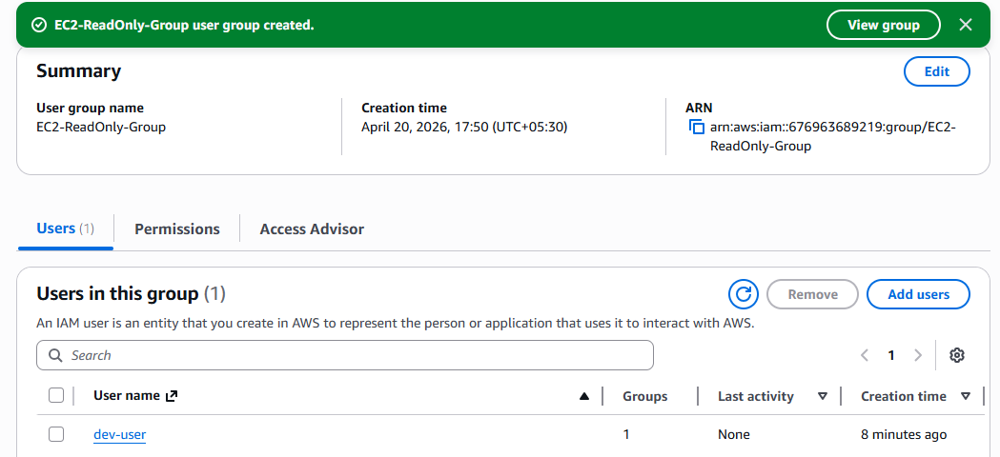 EC2-ReadOnly-Group user group created.
View group
Summary
Edit
User group name
Creation time
ARN
EC2-ReadOnly-Group
April 20, 2026, 17:50 (UTC+05:30)
arn:aws:iam::676963689219:group/EC2-
ReadOnly-Group
Users (1)
Permissions
Access Advisor
Users in this group (1)
Remove
Add users
An IAM user is an entity that you create in AWS to represent the person or application that uses it to interact with AWS.
Search
1
User name
Groups
Last activity
Creation time
dev-user
1
None
8 minutes ago